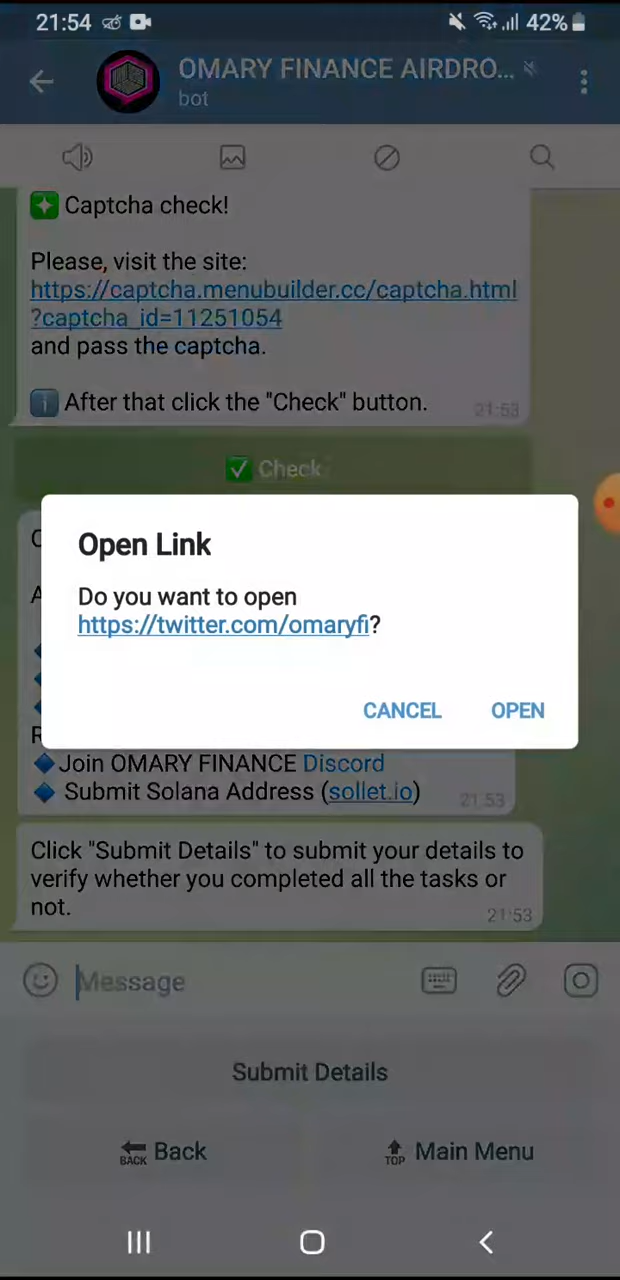 21:54
42%
OMARY FINANCE AIRDRO...
bot
Captcha check!
Please, visit the site:
https://captcha.menubuilder.cc/captcha.html
?captcha_id=11251054
and pass the captcha.
After that click the "Check" button.
21:53
Check
Open Link
Do you want to open
https://twitter.com/omaryfi?
CANCEL
OPEN
Join OMARY FINANCE Discord
Submit Solana Address (sollet.io)
21:53
Click "Submit Details" to submit your details to
verify whether you completed all the tasks or
not.
21:53
Message
Submit Details
BACK Back
TOP Main Menu